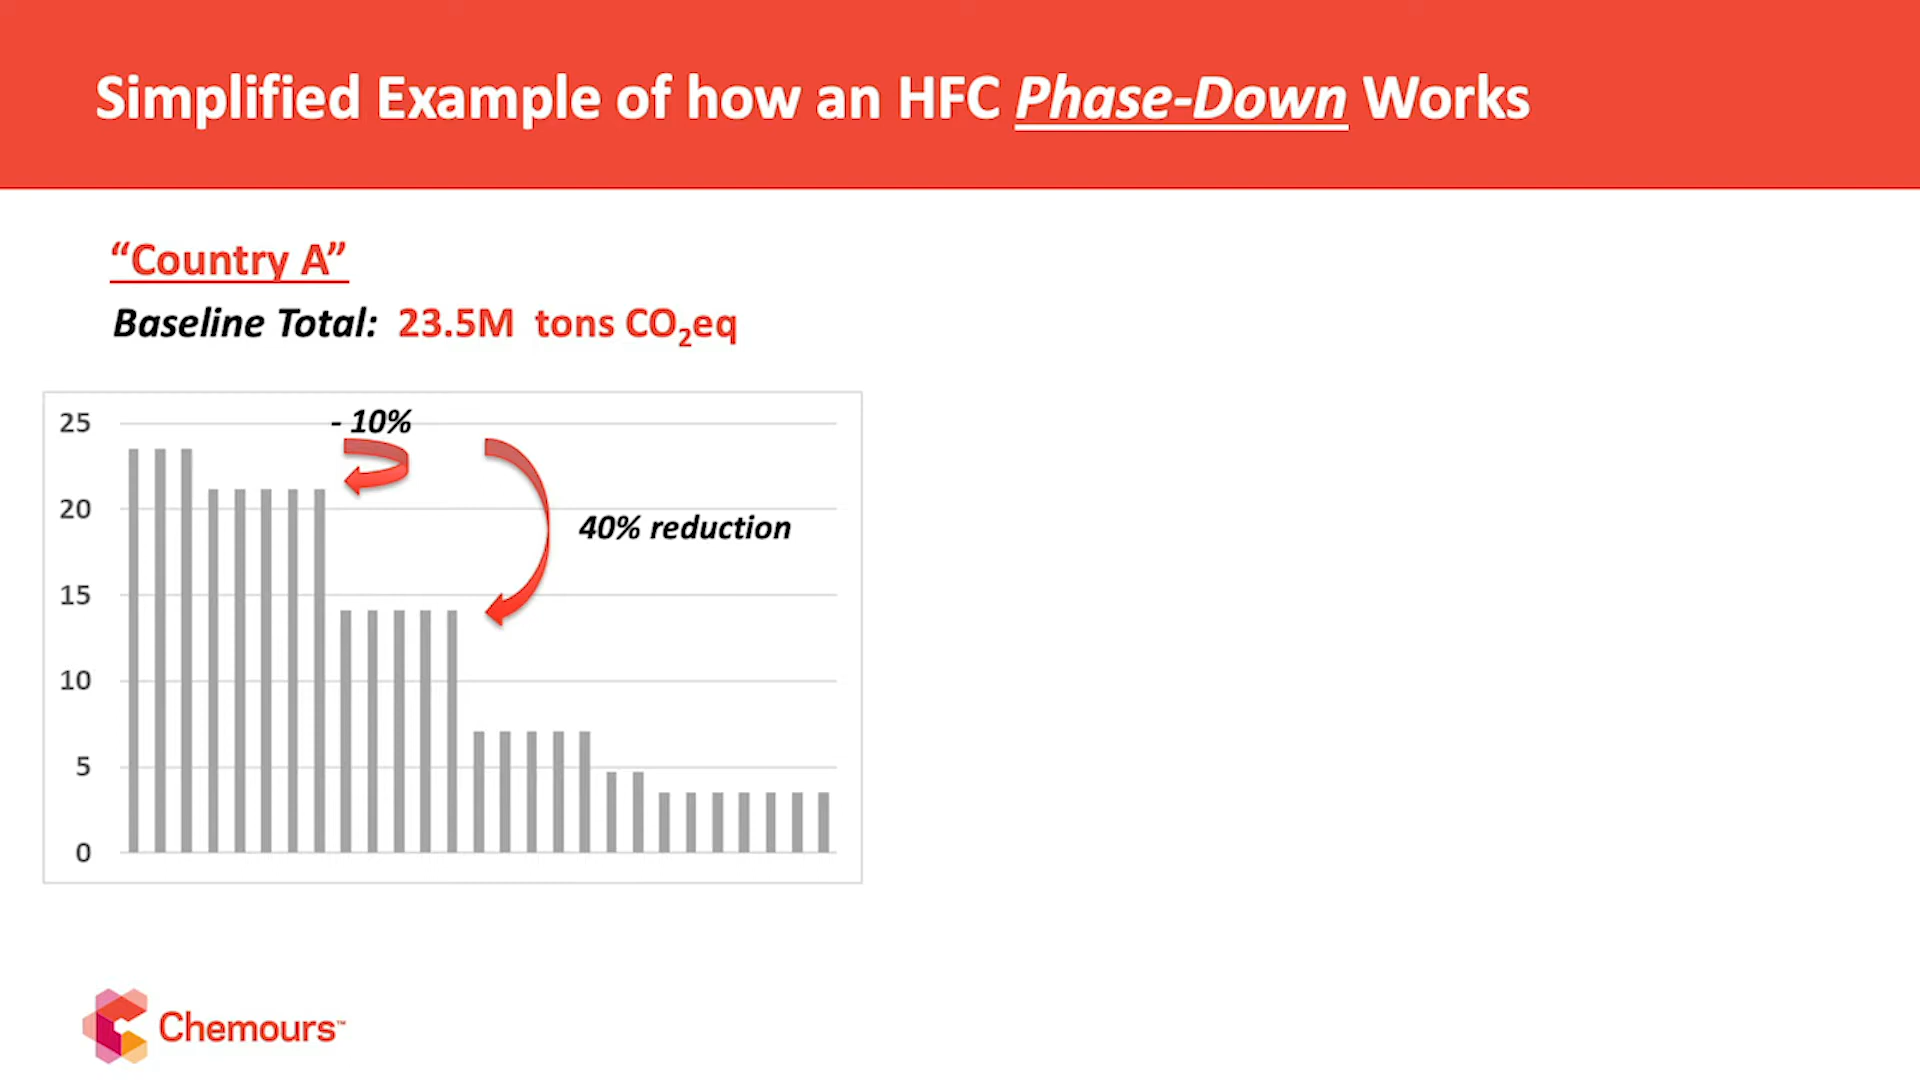 Simplified Example of how an HFC Phase-Down Works
“Country A”
Baseline Total: 23.5M tons CO₂eq
25
- 10%
20
40% reduction
15
10
5
0
Chemours™